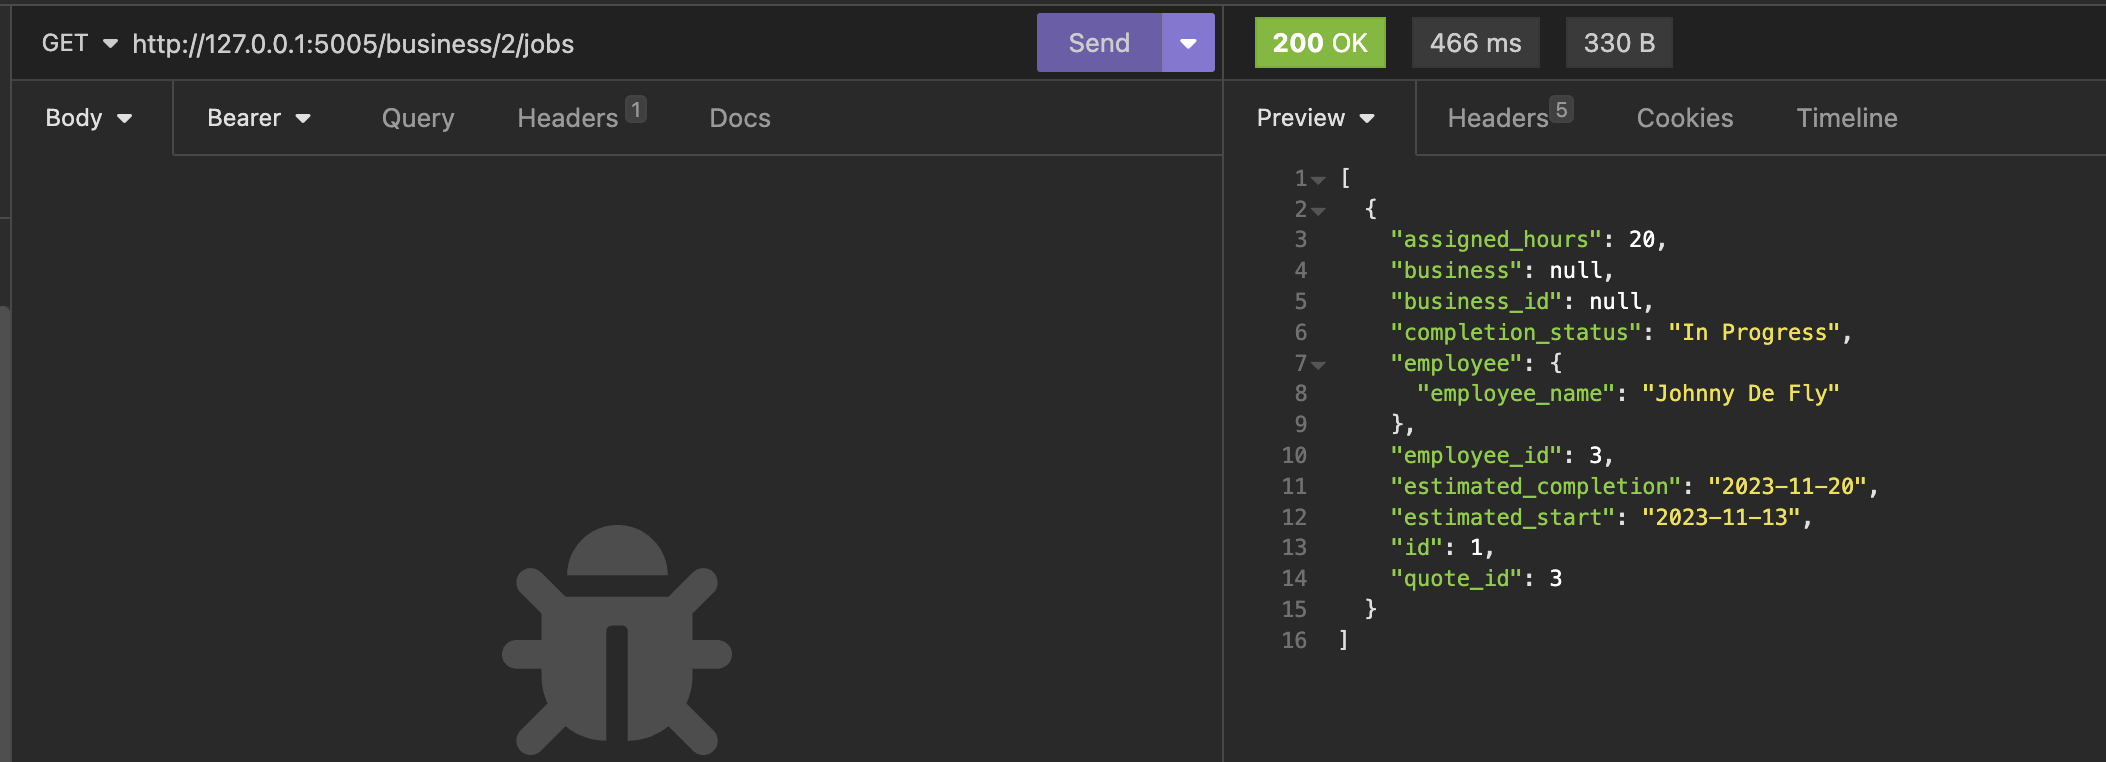 GET http://127.0.0.1:5005/business/2/jobs Send
200 OK 466 ms 330 B
Body Bearer Query Headers 1 Docs
Preview Headers 5 Cookies Timeline
1 [
2 {
3 "assigned_hours": 20,
4 "business": null,
5 "business_id": null,
6 "completion_status": "In Progress",
7 "employee": {
8 "employee_name": "Johnny De Fly"
9 },
10 "employee_id": 3,
11 "estimated_completion": "2023-11-20",
12 "estimated_start": "2023-11-13",
13 "id": 1,
14 "quote_id": 3
15 }
16 ]